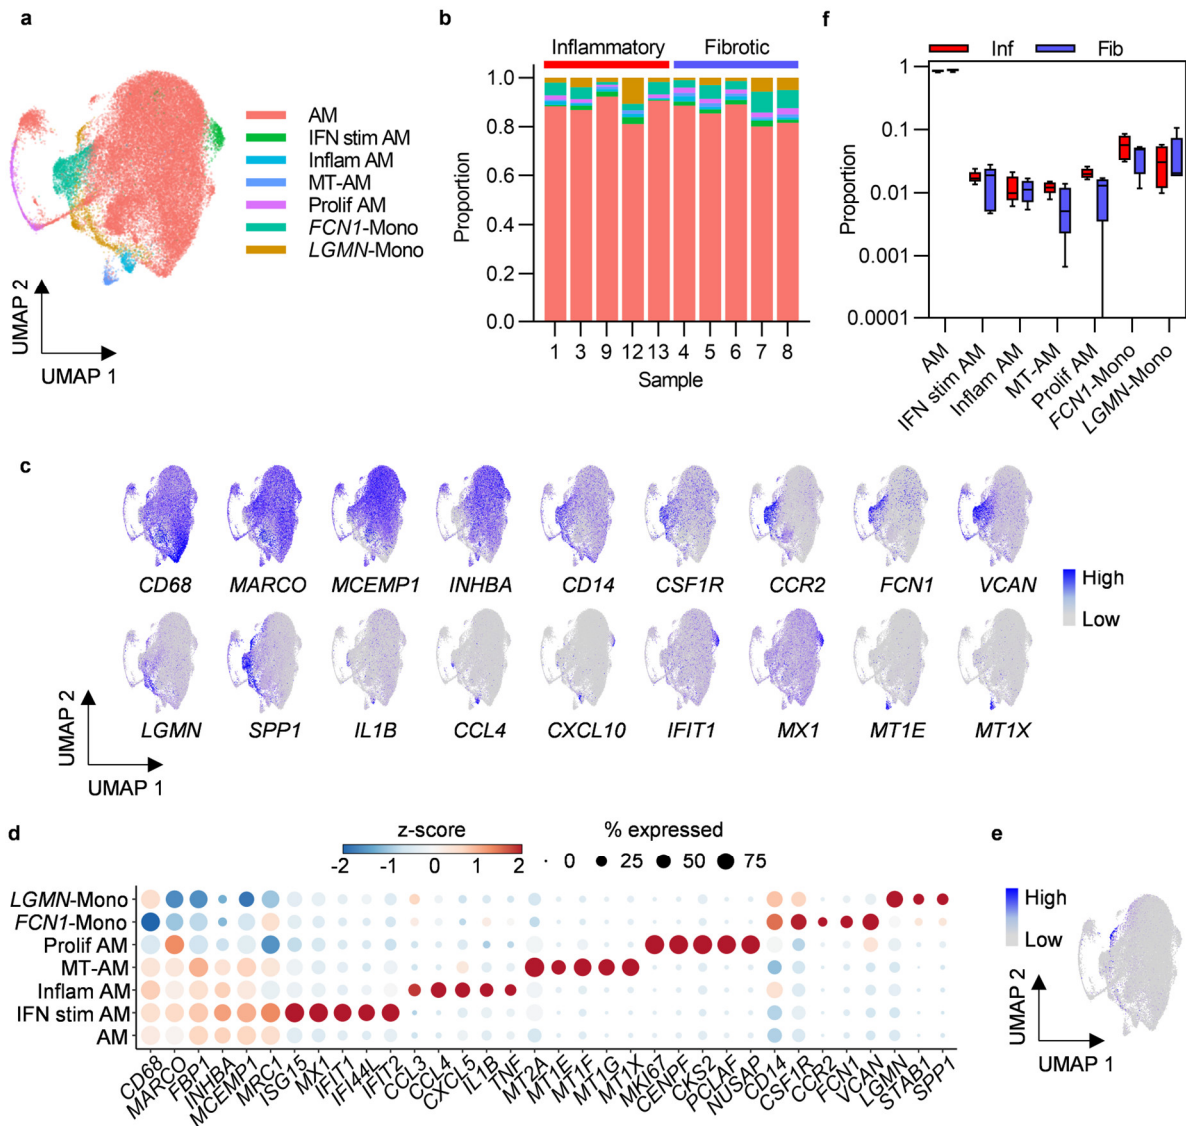 a
AM
IFN stim AM
Inflam AM
MT-AM
Prolif AM
FCN1-Mono
LGMN-Mono
UMAP 2
UMAP 1
b
Inflammatory Fibrotic
Proportion
1.0
0.8
0.6
0.4
0.2
0.0
1 3 9 12 13 4 5 6 7 8
Sample
f
Inf Fib
Proportion
1
0.1
0.01
0.001
0.0001
AM
IFN stim AM
Inflam AM
MT-AM
Prolif AM
FCN1-Mono
LGMN-Mono
c
CD68 MARCO MCEMP1 INHBA CD14 CSF1R CCR2 FCN1 VCAN
High
Low
LGMN SPP1 IL1B CCL4 CXCL10 IFIT1 MX1 MT1E MT1X
UMAP 2
UMAP 1
d
z-score
-2 -1 0 1 2
% expressed
0 25 50 75
LGMN-Mono
FCN1-Mono
Prolif AM
MT-AM
Inflam AM
IFN stim AM
AM
CD68
MARCO
FBP1
INHBA
MCEMP1
MRC1
ISG15
MX1
IFIT1
IFI44L
IFIT2
CCL3
CCL4
CXCL5
IL1B
TNF
MT2A
MT1E
MT1F
MT1G
MT1X
MKI67
CENPF
CKS2
PCLAF
NUSAP
CD14
CSF1R
CCR2
FCN1
VCAN
LGMN
STAB1
SPP1
e
High
Low
UMAP 2
UMAP 1